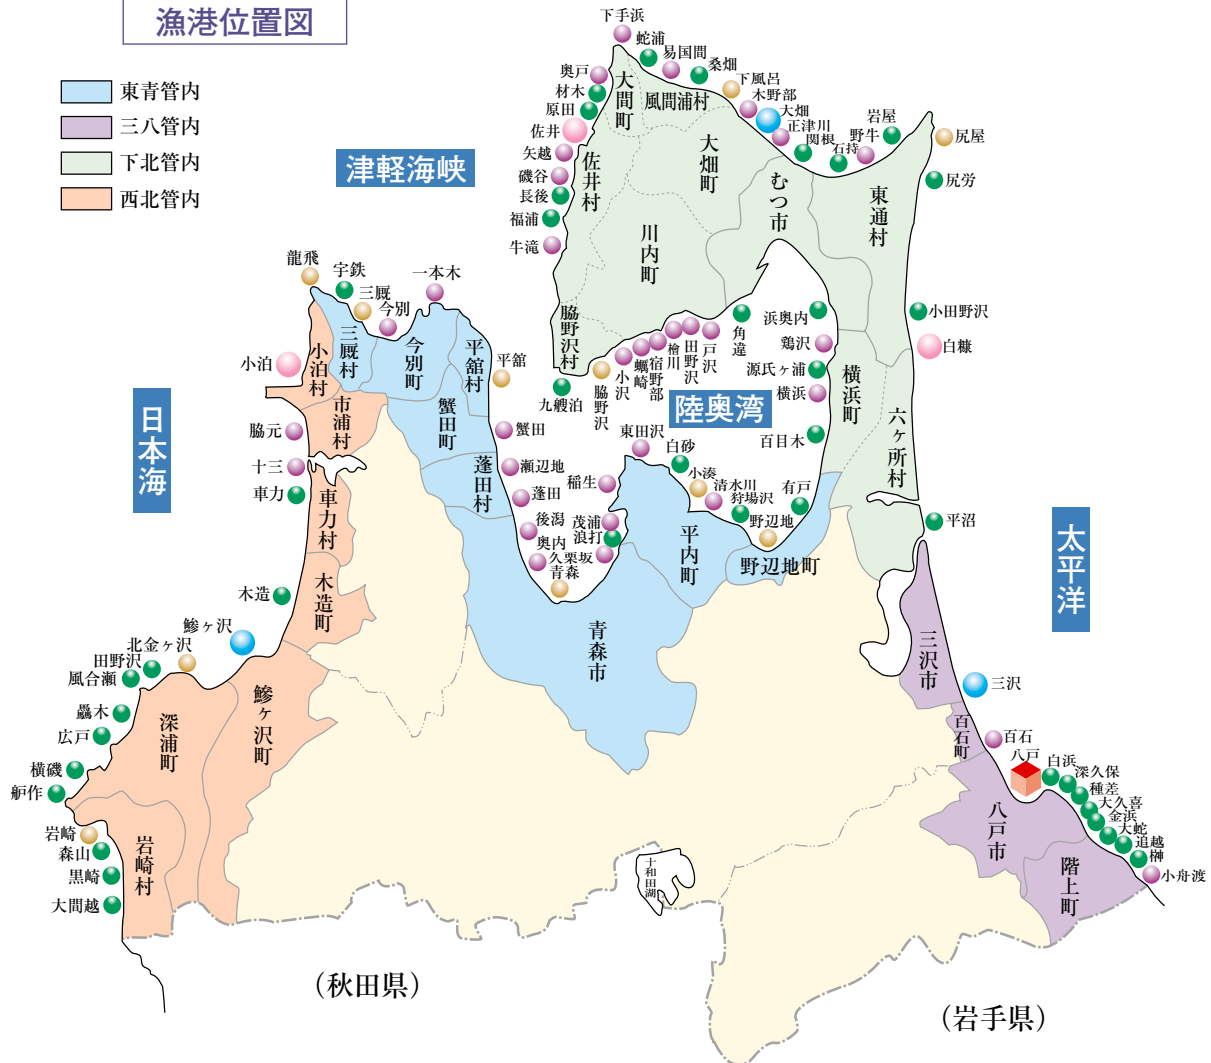 漁港位置図
東青管内
三八管内
下北管内
西北管内
津軽海峡
日本海
陸奥湾
太平洋
下手浜
蛇浦
易国間
桑畑
下風呂
木野部
大畑
正津川
関根
石持
野牛
岩屋
尻屋
尻労
小田野沢
白糠
平沼
三沢
百石
八戸
白浜
深久保
種差
大久喜
金浜
大蛇
追越
榊
小舟渡
奥戸
材木
原田
佐井
矢越
磯谷
長後
福浦
牛滝
九艘泊
脇野沢
小沢
蠣崎
宿野部
檜川
田野沢
戸沢
角違
浜奥内
鶏沢
源氏ヶ浦
横浜
百目木
有戸
野辺地
狩場沢
清水川
小湊
白砂
東田沢
稲生
茂浦
浪打
久栗坂
青森
奥内
後潟
蓬田
瀬辺地
蟹田
平舘
一本木
今別
三厩
宇鉄
龍飛
小泊
脇元
十三
車力
木造
鰺ヶ沢
北金ヶ沢
田野沢
風合瀬
驫木
広戸
横磯
舮作
岩崎
森山
黒崎
大間越
大間町
風間浦村
大畑町
佐井村
むつ市
東通村
川内町
脇野沢村
横浜町
六ヶ所村
三厩村
今別町
平舘村
小泊村
市浦村
蟹田町
蓬田村
車力村
木造町
平内町
野辺地町
青森市
三沢市
百石町
八戸市
階上町
鰺ヶ沢町
深浦町
岩崎村
十和田湖
（秋田県）
（岩手県）